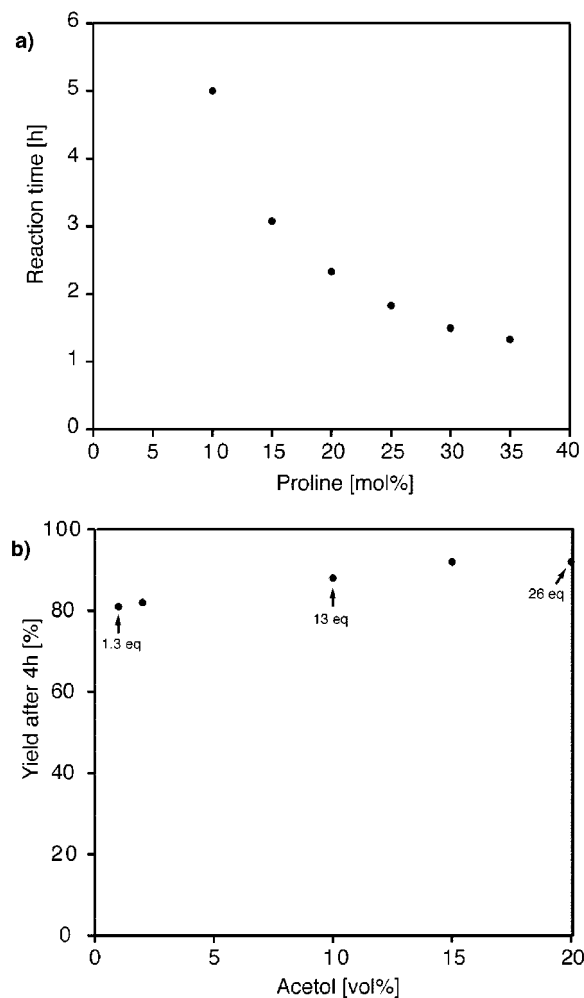 a)
6
5
4
3
2
1
0
Reaction time [h]
0 5 10 15 20 25 30 35 40
Proline [mol%]
b)
100
80
60
40
20
0
Yield after 4h [%]
1.3 eq
13 eq
26 eq
0 5 10 15 20
Acetol [vol%]